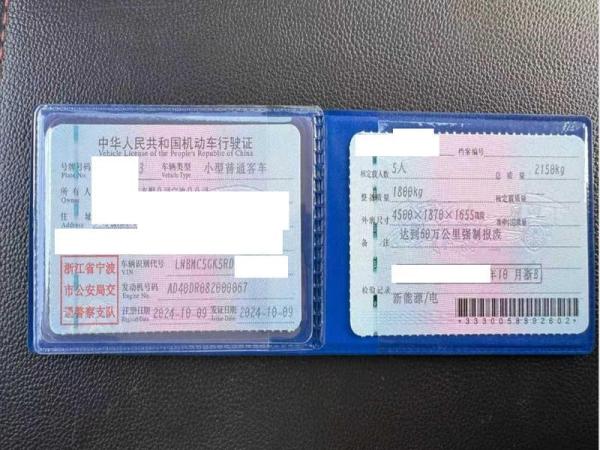 中华人民共和国机动车行驶证
Vehicle License of the People's Republic of China
号牌号码 3 车辆类型 小型普通客车
Plate No. Vehicle Type
所有人
Owner
住 址
车辆识别代号 LNBMC5GK5R0
VIN
发动机号码 AD40DR682000067
Engine No.
注册日期 2024-10-09 发证日期 2024-10-09
Register Date Issue Date
浙江省宁波
市公安局交
通警察支队
档案编号
核定载人数 5人 总质量 2150kg
整备质量 1800kg 核定载质量
外廓尺寸 4500×1870×1655mm
备 注 达到60万公里强制报废
年10月浙B
检验记录
新能源/电
*3330059992602*